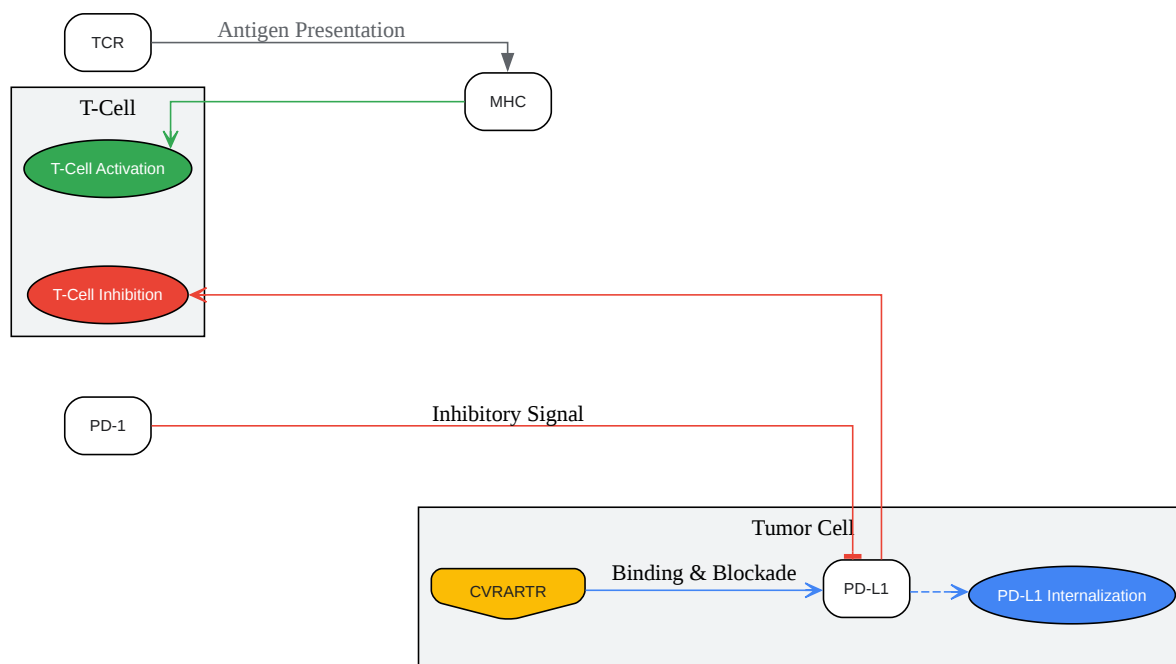 TCR
Antigen Presentation
MHC
T-Cell
T-Cell Activation
T-Cell Inhibition
PD-1
Inhibitory Signal
Tumor Cell
CVRARTR
Binding & Blockade
PD-L1
PD-L1 Internalization